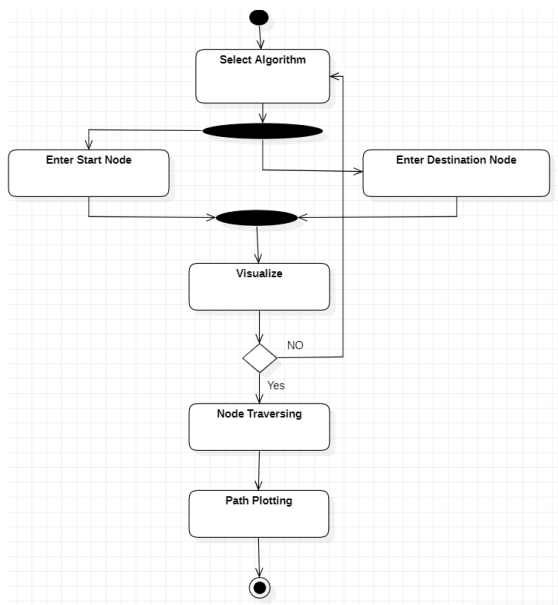 Select Algorithm
Enter Start Node
Enter Destination Node
Visualize
NO
Yes
Node Traversing
Path Plotting